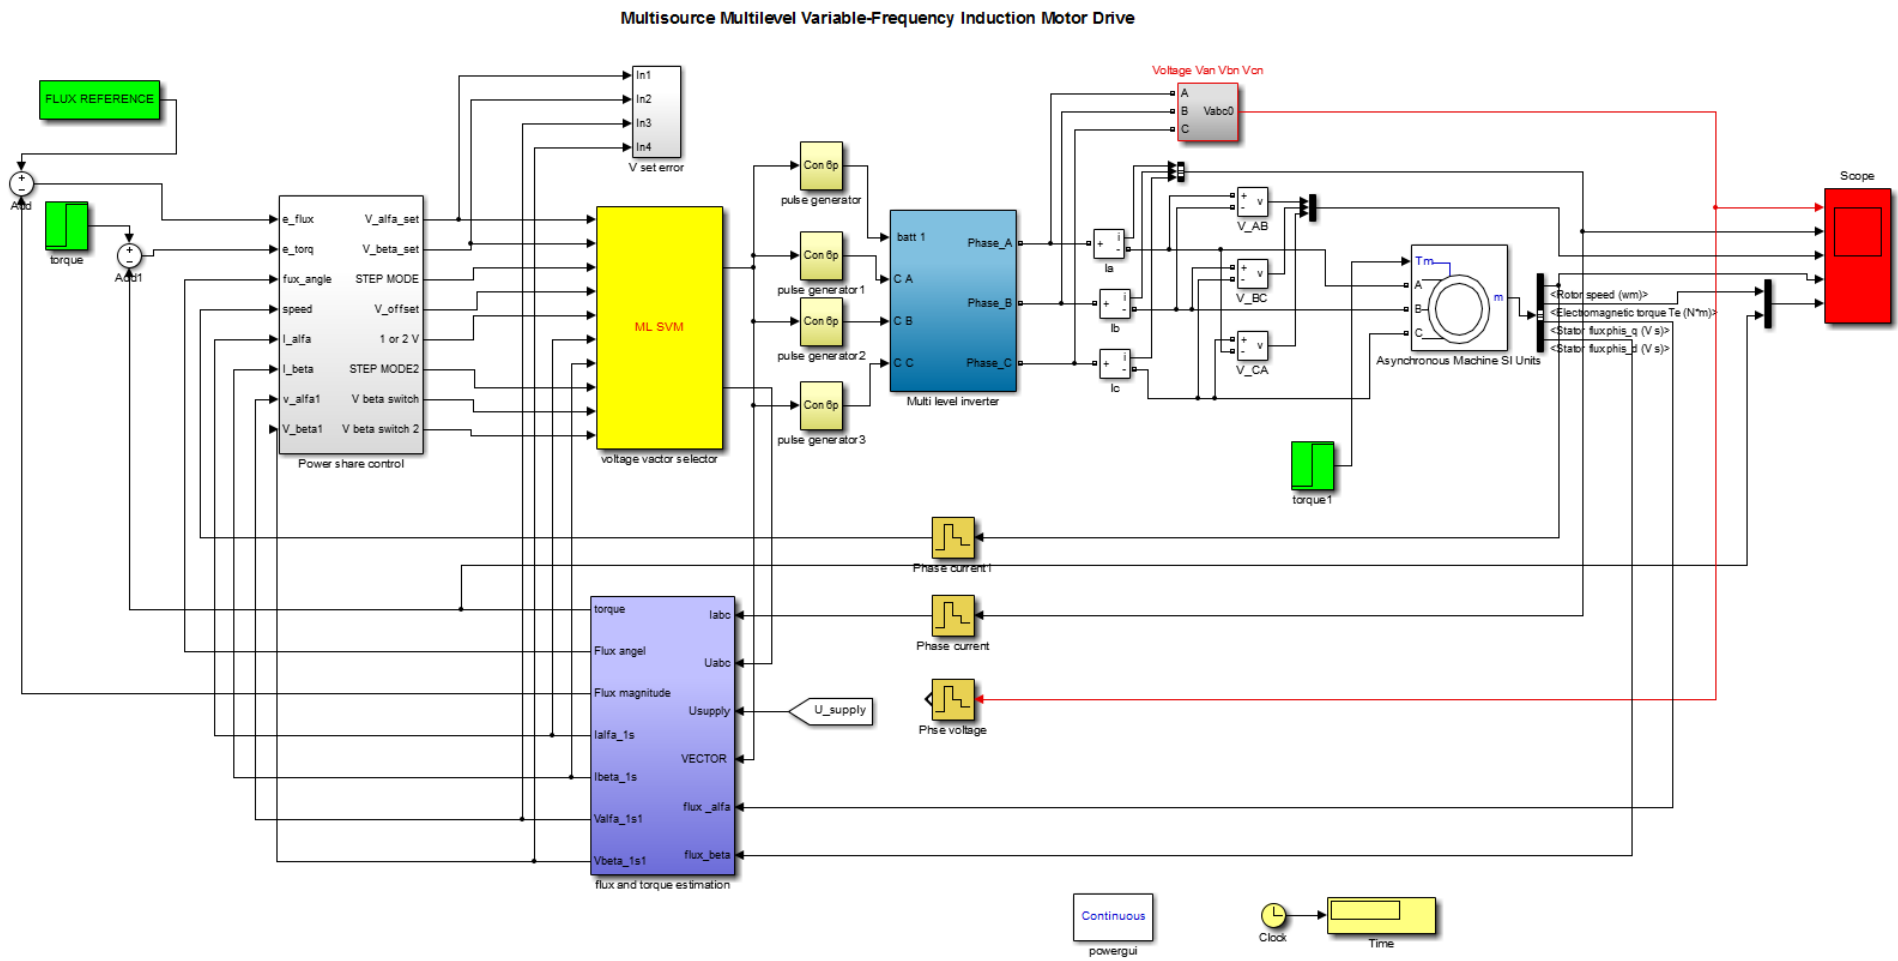 Multisource Multilevel Variable-Frequency Induction Motor Drive
FLUX REFERENCE
Add
torque
Add1
e_flux
e_torq
fux_angle
speed
I_alfa
I_beta
v_alfa1
V_beta1
V_alfa_set
V_beta_set
STEP MODE
V_offset
1 or 2 V
STEP MODE2
V beta switch
V beta switch 2
Power share control
In1
In2
In3
In4
V set error
ML SVM
voltage vactor selector
Con 6p
pulse generator
Con 6p
pulse generator1
Con 6p
pulse generator2
Con 6p
pulse generator3
batt 1
C A
C B
C C
Phase_A
Phase_B
Phase_C
Multi level inverter
Voltage Van Vbn Vcn
A
B
C
Vabc0
i
Ia
i
Ib
i
Ic
v
V_AB
v
V_BC
v
V_CA
Tm
A
B
C
m
Asynchronous Machine SI Units
<Rotor speed (wm)>
<Electromagnetic torque Te (N*m)>
<Stator fluxphis_q (V s)>
<Stator fluxphis_d (V s)>
Scope
torque1
Phase current1
Phase current
Phse voltage
torque
Flux angel
Flux magnitude
Ialfa_1s
Ibeta_1s
Valfa_1s1
Vbeta_1s1
Iabc
Uabc
Usupply
VECTOR
flux _alfa
flux_beta
flux and torque estimation
U_supply
Continuous
powergui
Clock
Time